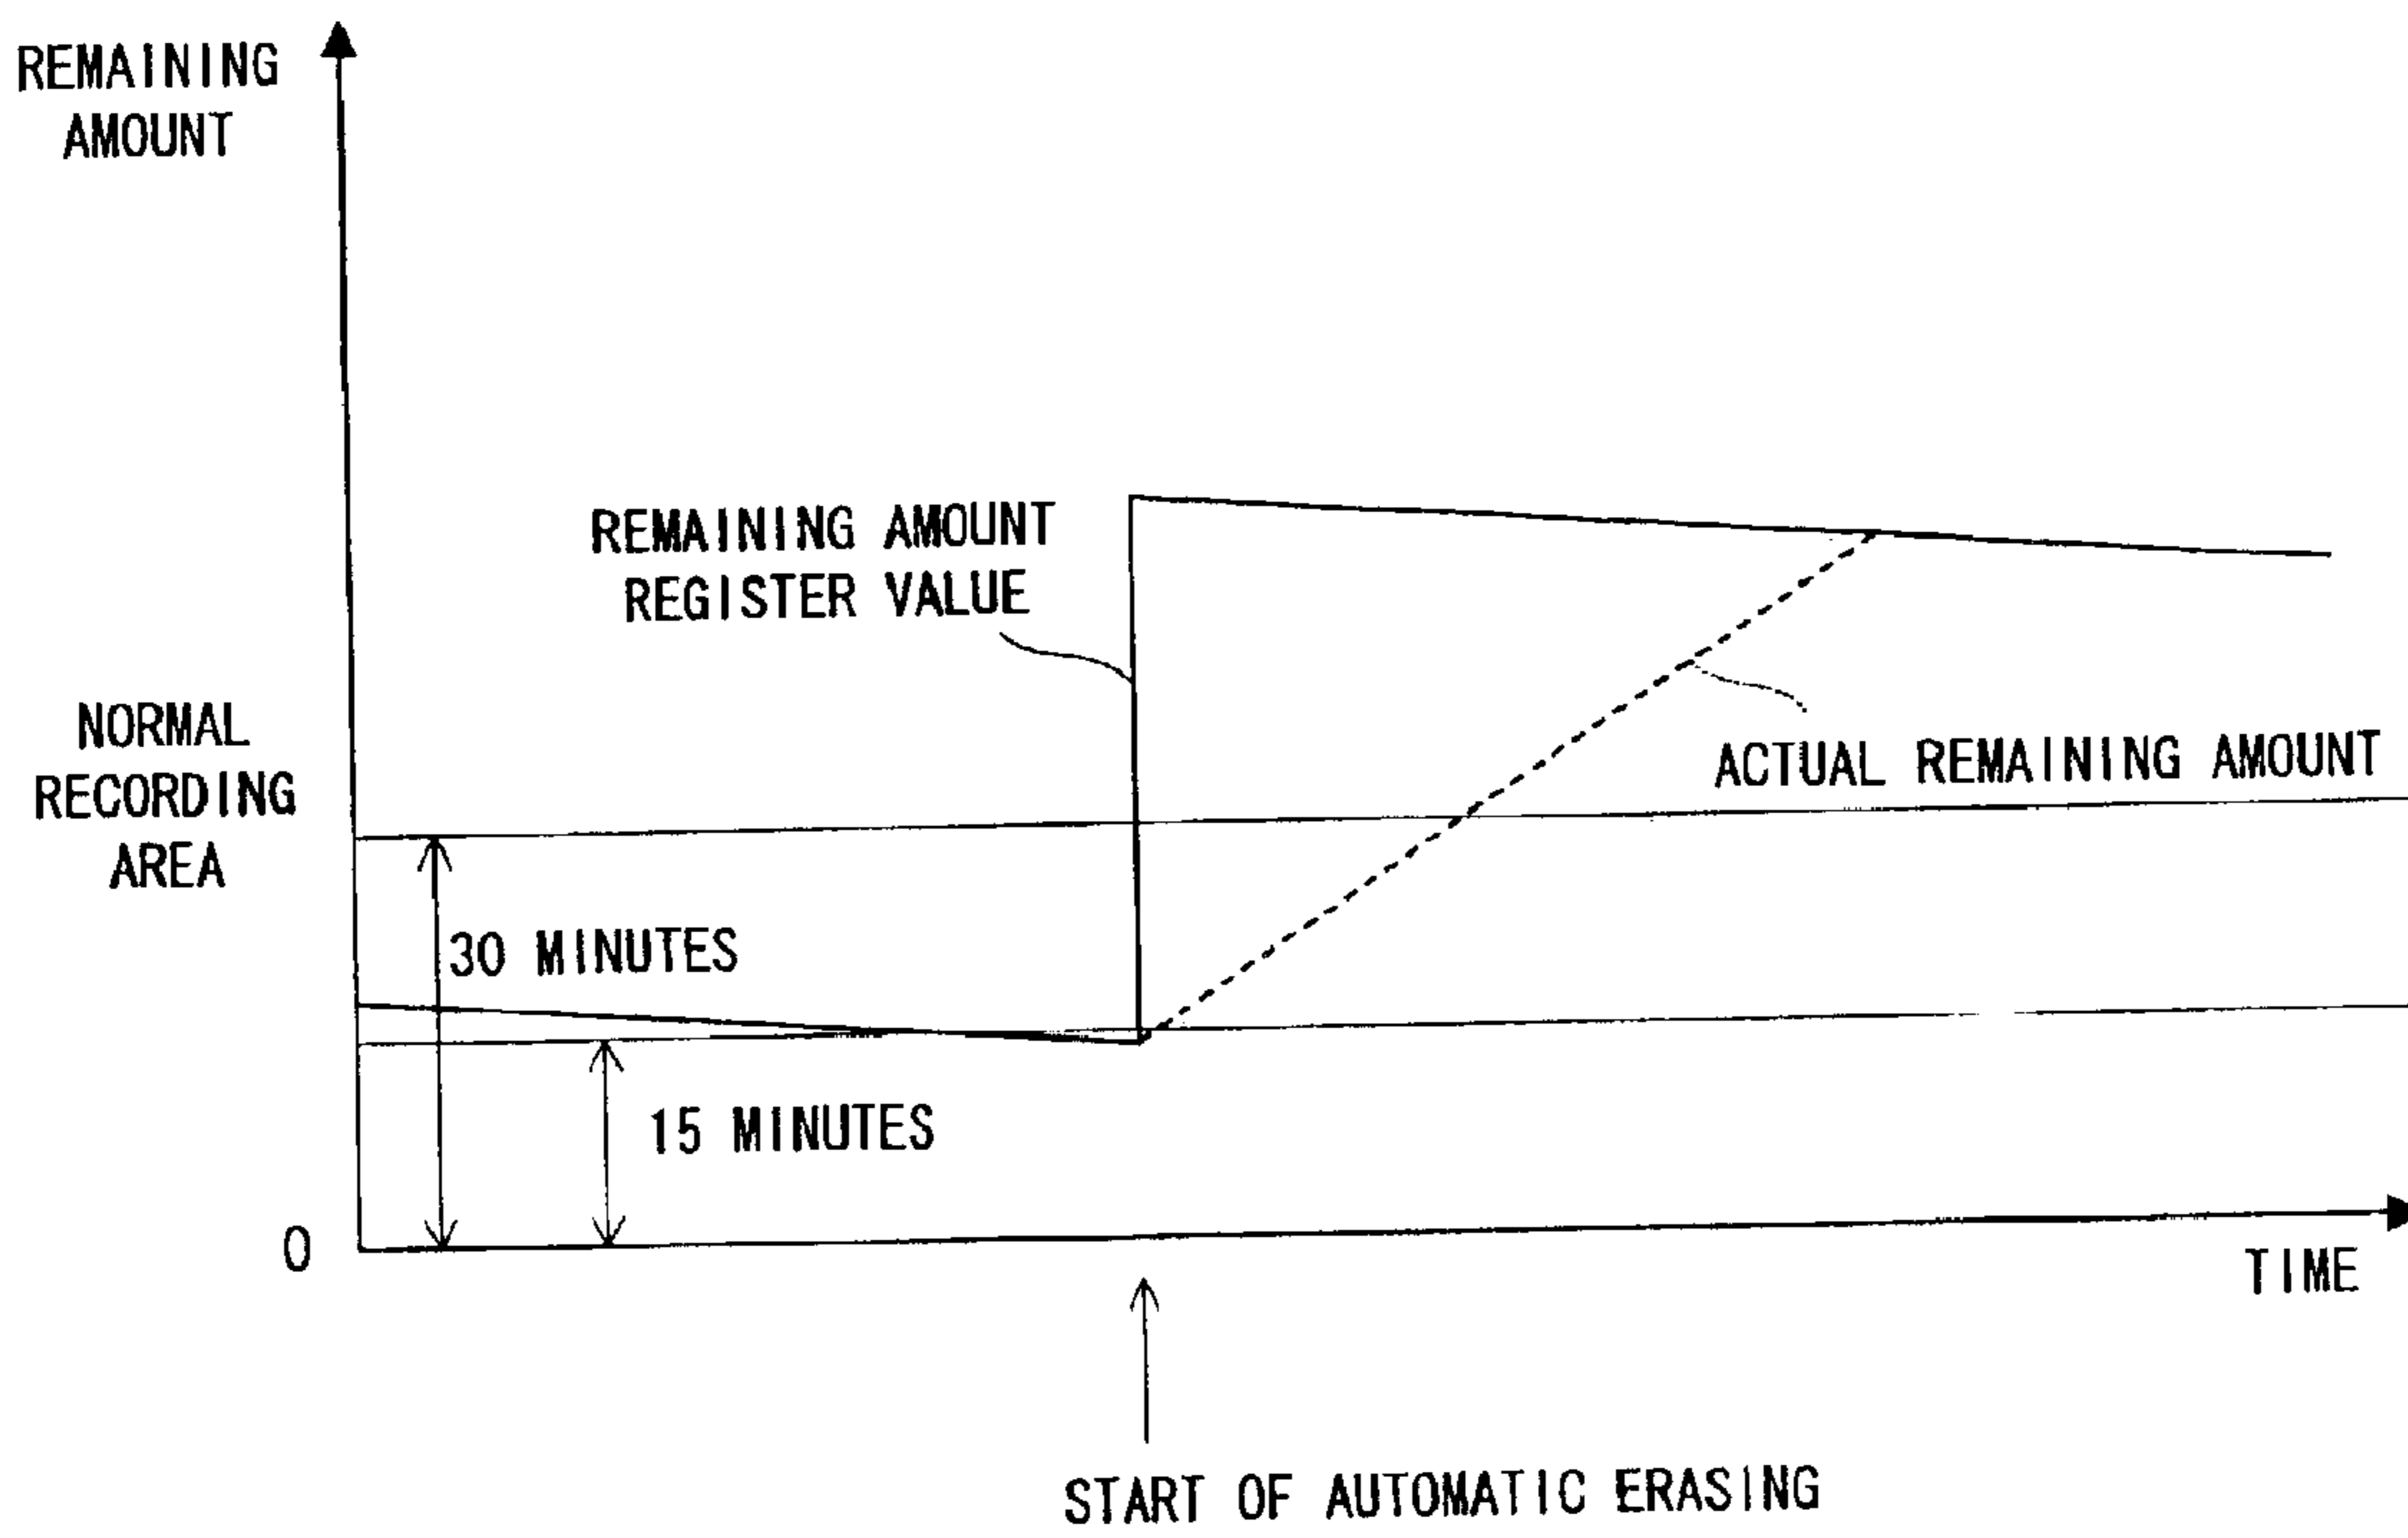 REMAINING
AMOUNT
REMAINING AMOUNT
REGISTER VALUE
NORMAL
RECORDING
AREA
ACTUAL REMAINING AMOUNT
30 MINUTES
15 MINUTES
0
TIME
START OF AUTOMATIC ERASING